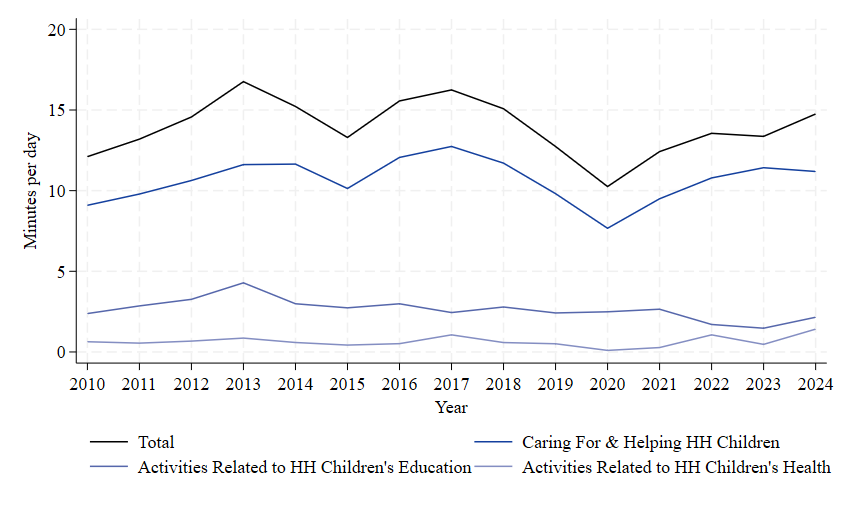 20
15
10
5
0
Minutes per day
2010 2011 2012 2013 2014 2015 2016 2017 2018 2019 2020 2021 2022 2023 2024
Year
Total
Caring For & Helping HH Children
Activities Related to HH Children's Education
Activities Related to HH Children's Health